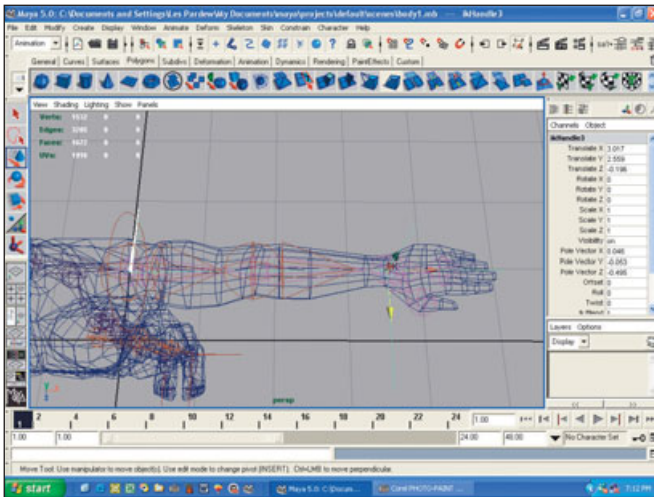 Maya 5.0: C:\Documents and Settings\Les Pardew\My Documents\maya\projects\default\scenes\body1.mb --- ikHandle3
File Edit Modify Create Display Window Animate Deform Skeleton Skin Constrain Character Help
Animation
General Curves Surfaces Polygons Subdivs Deformation Animation Dynamics Rendering PaintEffects Custom
View Shading Lighting Show Panels
Verts: 1532 0 0
Edges: 0 0
Faces: 0 0
UVs: 0 0
Channels Object
ikHandle3
Translate X 3.017
Translate Y 2.559
Translate Z -0.196
Rotate X 0
Rotate Y 0
Rotate Z 0
Scale X 1
Scale Y 1
Scale Z 1
Visibility on
Pole Vector X 0.046
Pole Vector Y -0.053
Pole Vector Z -0.495
Offset 0
Roll 0
Twist 0
Ik Blend 1
Layers Options
Display
persp
1 2 4 6 8 10 12 14 16 18 20 22 24 1.00
1.00 1.00 24.00 48.00 No Character Set
Move Tool: Use manipulator to move object(s). Use edit mode to change pivot (INSERT). Ctrl+LMB to move perpendicular.
start Maya 5.0: C:\Docum... Corel PHOTO-PAINT ... 7:12 PM